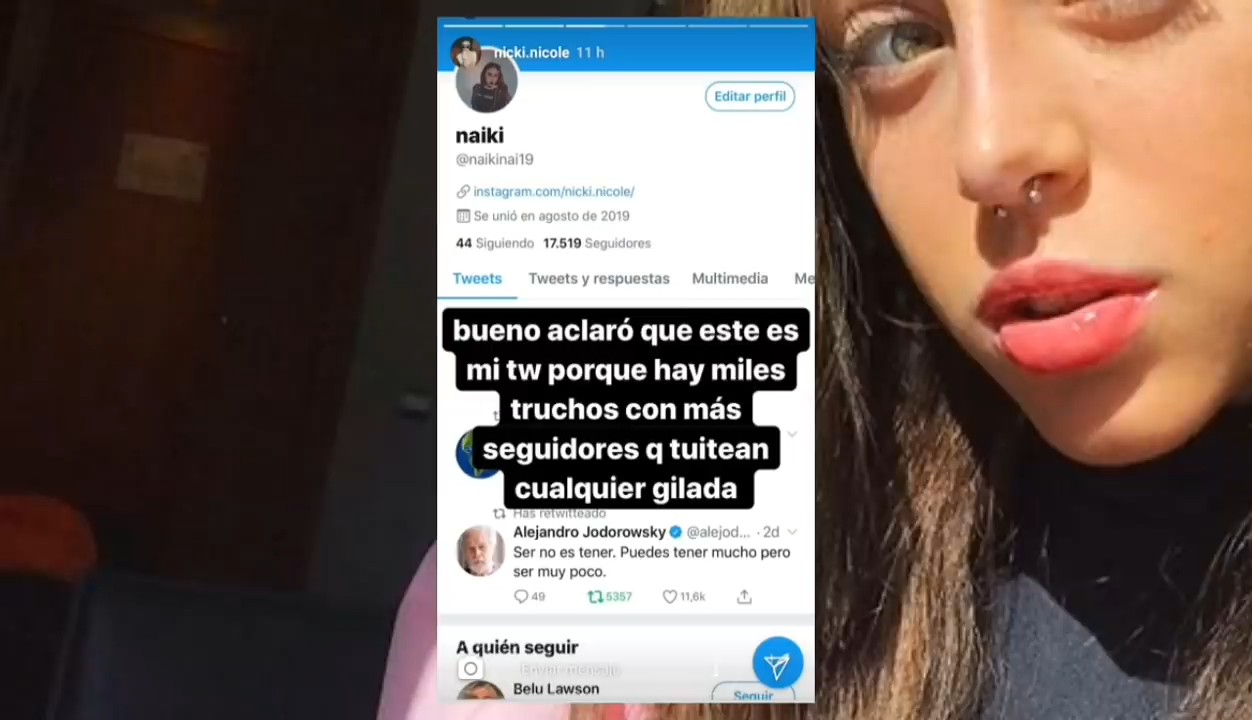 nicki.nicole 11 h
Editar perfil
naiki
@naikinai19
instagram.com/nicki.nicole/
Se unió en agosto de 2019
44 Siguiendo 17.519 Seguidores
Tweets Tweets y respuestas Multimedia Me
bueno aclaró que este es
mi tw porque hay miles
truchos con más
seguidores q tuitean
cualquier gilada
Has retwitteado
Alejandro Jodorowsky @alejod... · 2d
Ser no es tener. Puedes tener mucho pero
ser muy poco.
49 5357 11,6k
A quién seguir
Enviar mensaje
Belu Lawson
Seguir